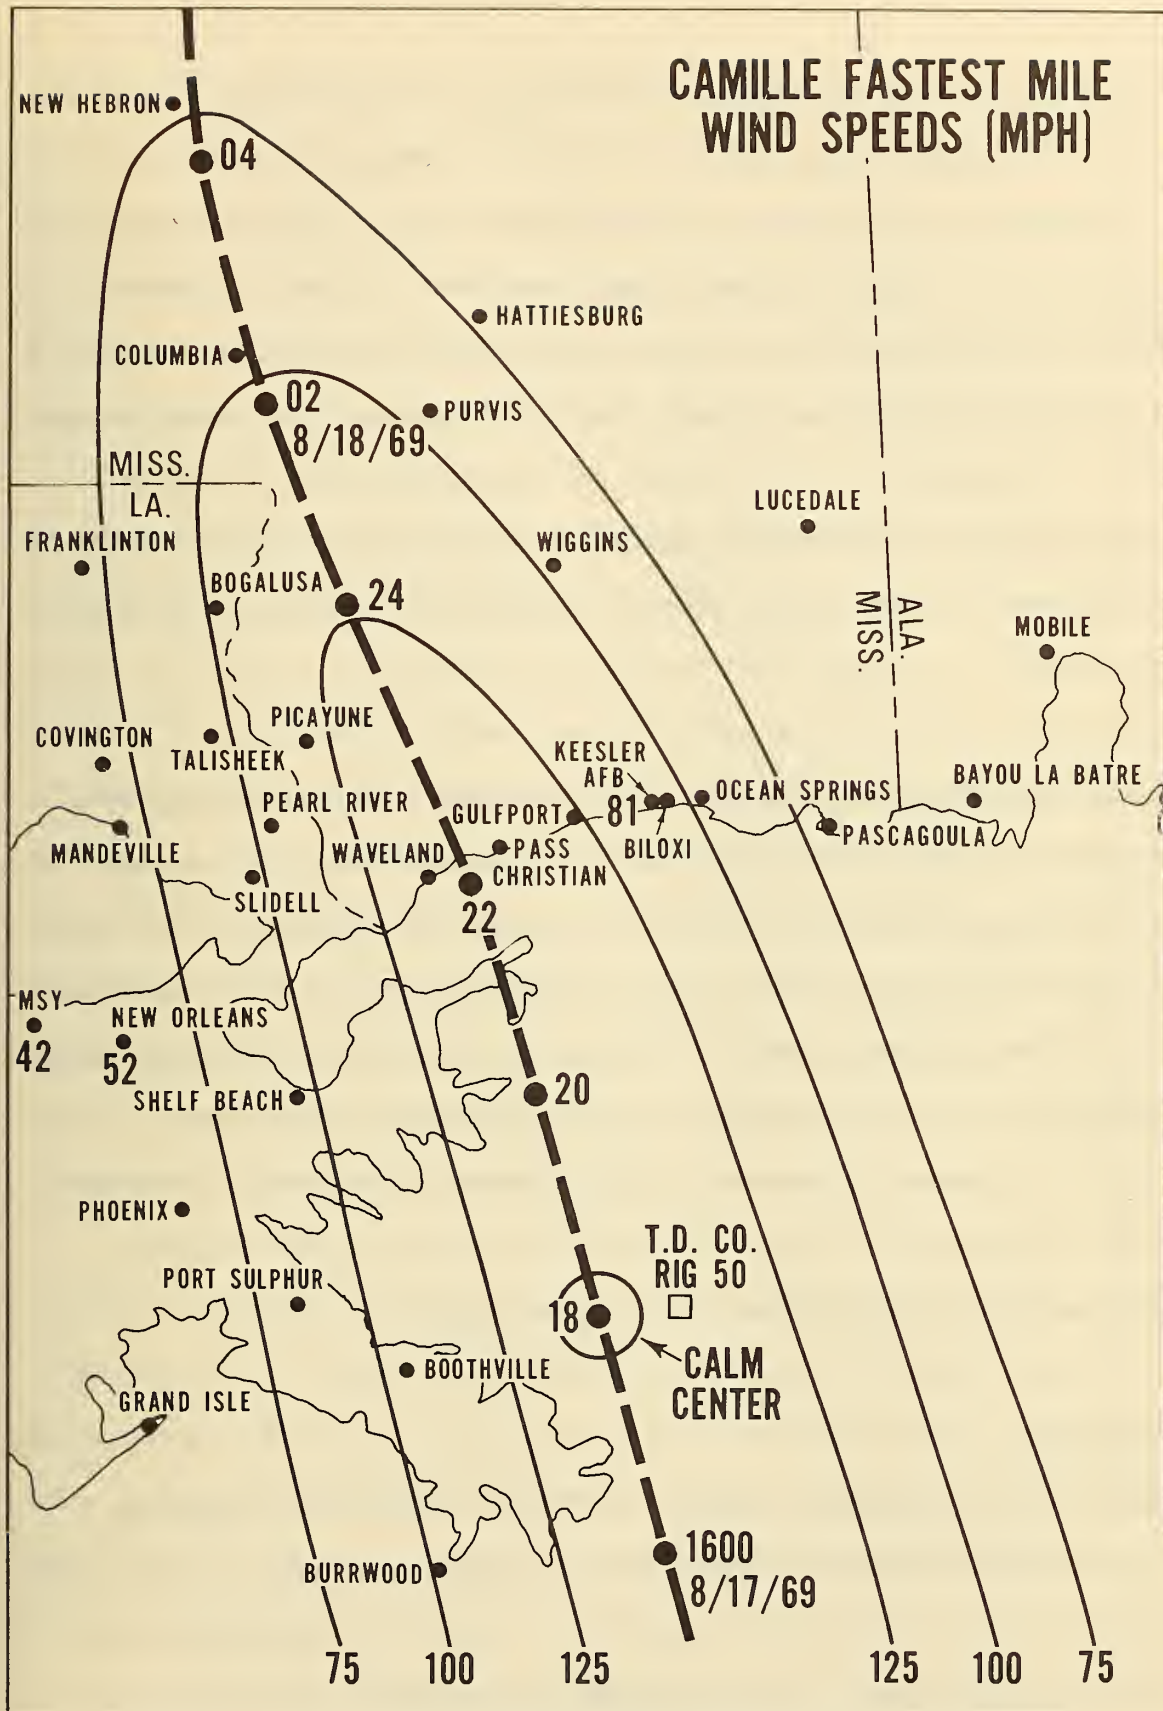 CAMILLE FASTEST MILE
WIND SPEEDS (MPH)
NEW HEBRON
04
HATTIESBURG
COLUMBIA
02
8/18/69
PURVIS
MISS.
LA.
LUCEDALE
FRANKLINTON
WIGGINS
BOGALUSA
24
ALA.
MISS.
MOBILE
PICAYUNE
COVINGTON
TALISHEEK
KEESLER
AFB
81
OCEAN SPRINGS
BAYOU LA BATRE
PEARL RIVER
GULFPORT
BILOXI
PASCAGOULA
MANDEVILLE
WAVELAND
PASS
CHRISTIAN
SLIDELL
22
MSY
42
NEW ORLEANS
52
SHELF BEACH
20
PHOENIX
T.D. CO.
RIG 50
PORT SULPHUR
18
CALM
CENTER
BOOTHVILLE
GRAND ISLE
1600
8/17/69
BURRWOOD
75
100
125
125
100
75